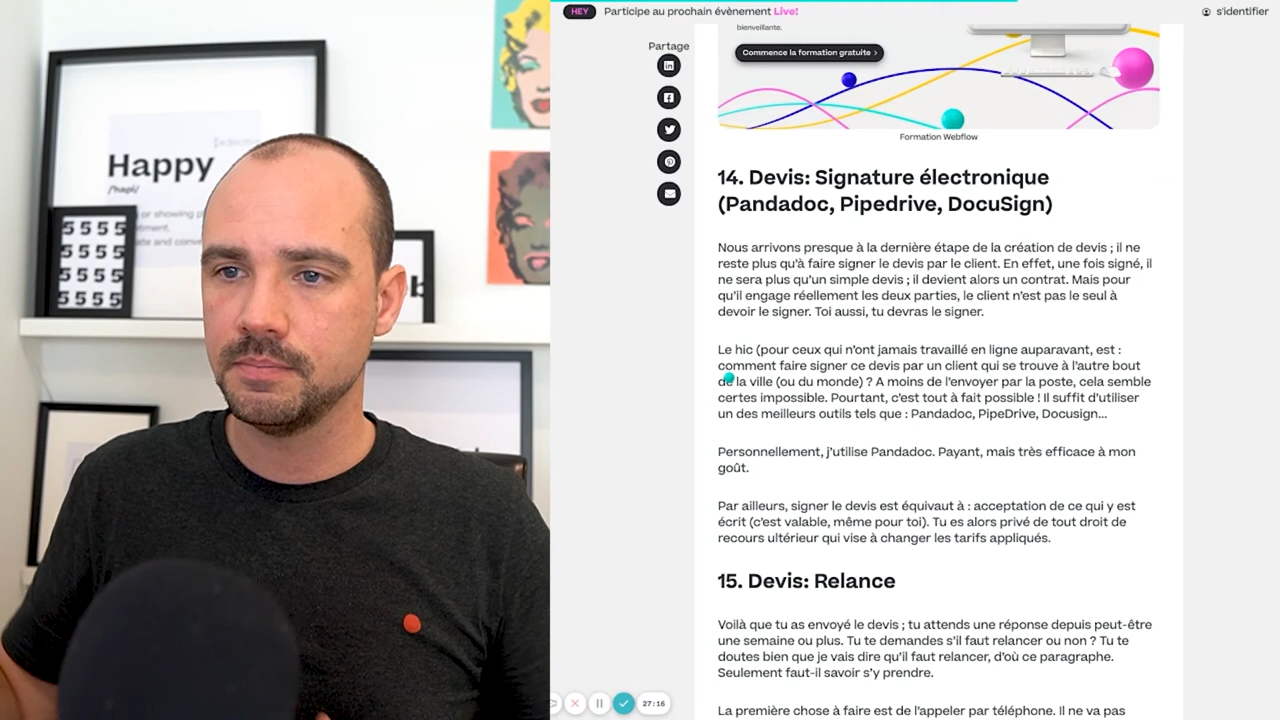 HEY Participe au prochain évènement Live!
s'identifier
Happy
/'hapi/
or showing
5555
5555
5555
5555
Partage
bienveillante.
Commence la formation gratuite ›
Formation Webflow
14. Devis: Signature électronique
(Pandadoc, Pipedrive, DocuSign)
Nous arrivons presque à la dernière étape de la création de devis ; il ne
reste plus qu'à faire signer le devis par le client. En effet, une fois signé, il
ne sera plus qu'un simple devis ; il devient alors un contrat. Mais pour
qu'il engage réellement les deux parties, le client n'est pas le seul à
devoir le signer. Toi aussi, tu devras le signer.
Le hic (pour ceux qui n'ont jamais travaillé en ligne auparavant, est :
comment faire signer ce devis par un client qui se trouve à l'autre bout
de la ville (ou du monde) ? A moins de l'envoyer par la poste, cela semble
certes impossible. Pourtant, c'est tout à fait possible ! Il suffit d'utiliser
un des meilleurs outils tels que : Pandadoc, PipeDrive, Docusign...
Personnellement, j'utilise Pandadoc. Payant, mais très efficace à mon
goût.
Par ailleurs, signer le devis est équivaut à : acceptation de ce qui y est
écrit (c'est valable, même pour toi). Tu es alors privé de tout droit de
recours ultérieur qui vise à changer les tarifs appliqués.
15. Devis: Relance
Voilà que tu as envoyé le devis ; tu attends une réponse depuis peut-être
une semaine ou plus. Tu te demandes s'il faut relancer ou non ? Tu te
doutes bien que je vais dire qu'il faut relancer, d'où ce paragraphe.
Seulement faut-il savoir s'y prendre.
La première chose à faire est de l'appeler par téléphone. Il ne va pas
27:16